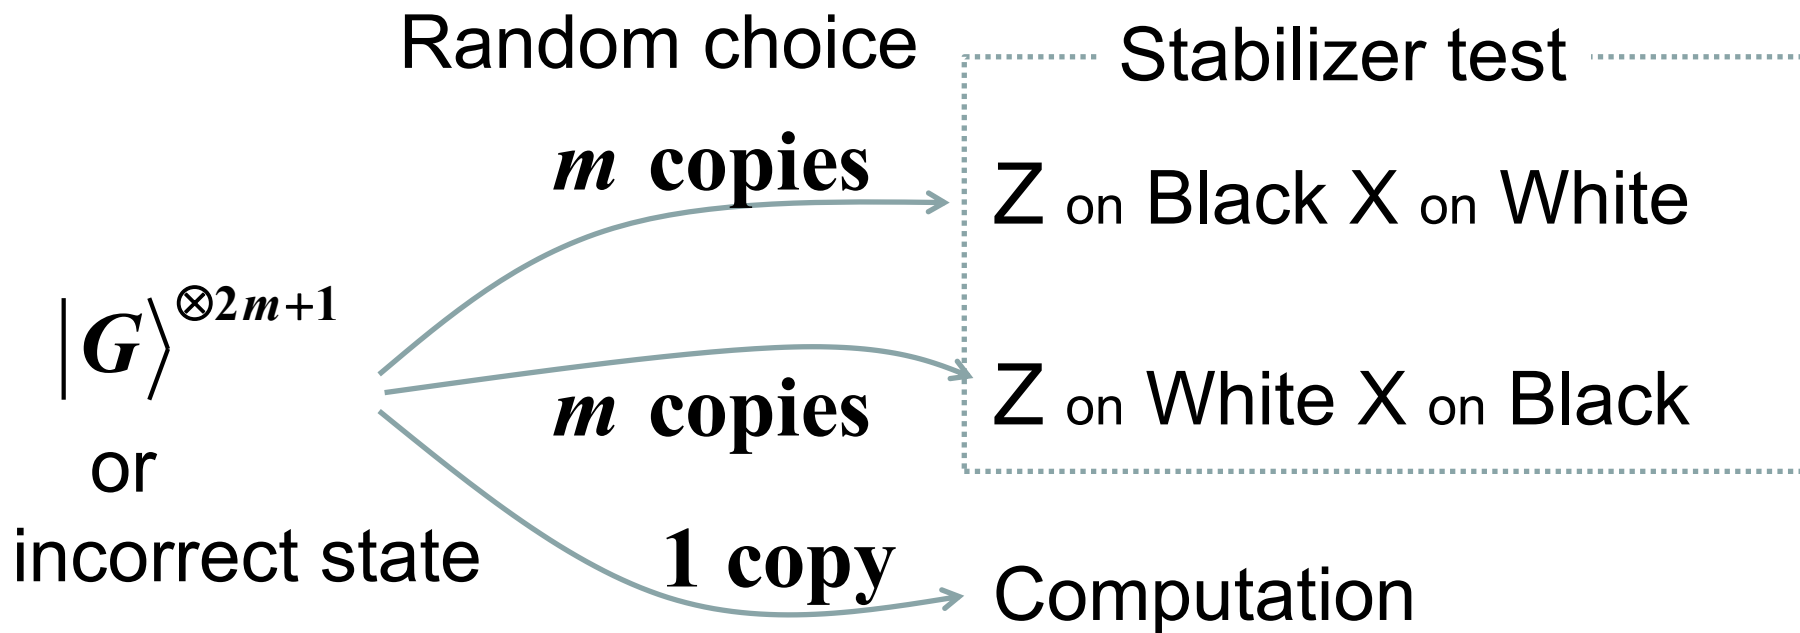 Random choice
Stabilizer test
m copies
Z on Black X on White
|G⟩⊗2m+1
m copies
Z on White X on Black
or
incorrect state
1 copy
Computation